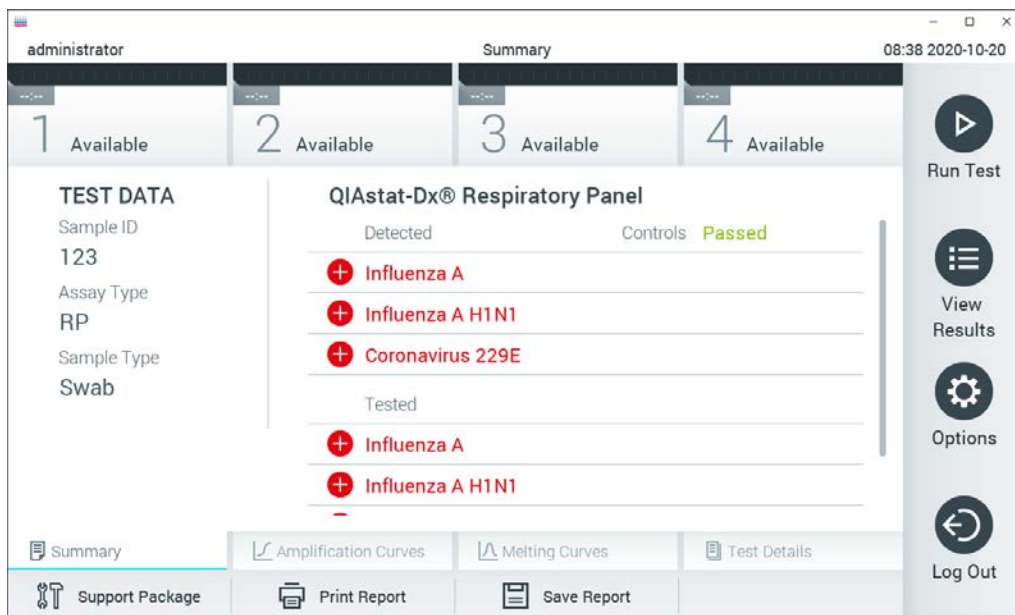 administrator Summary 08:38 2020-10-20
--:-- --:-- --:-- --:--
1 Available 2 Available 3 Available 4 Available
Run Test
TEST DATA
Sample ID
123
Assay Type
RP
Sample Type
Swab
QIAstat-Dx® Respiratory Panel
Detected Controls Passed
Influenza A
Influenza A H1N1
Coronavirus 229E
Tested
Influenza A
Influenza A H1N1
View
Results
Options
Log Out
Summary Amplification Curves Melting Curves Test Details
Support Package Print Report Save Report